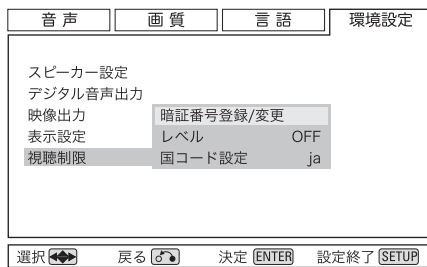 音声 画質 言語 環境設定
スピーカー設定
デジタル音声出力
映像出力 暗証番号登録/変更
表示設定 レベル OFF
視聴制限 国コード設定 ja
選択 戻る 決定 ENTER 設定終了 SETUP